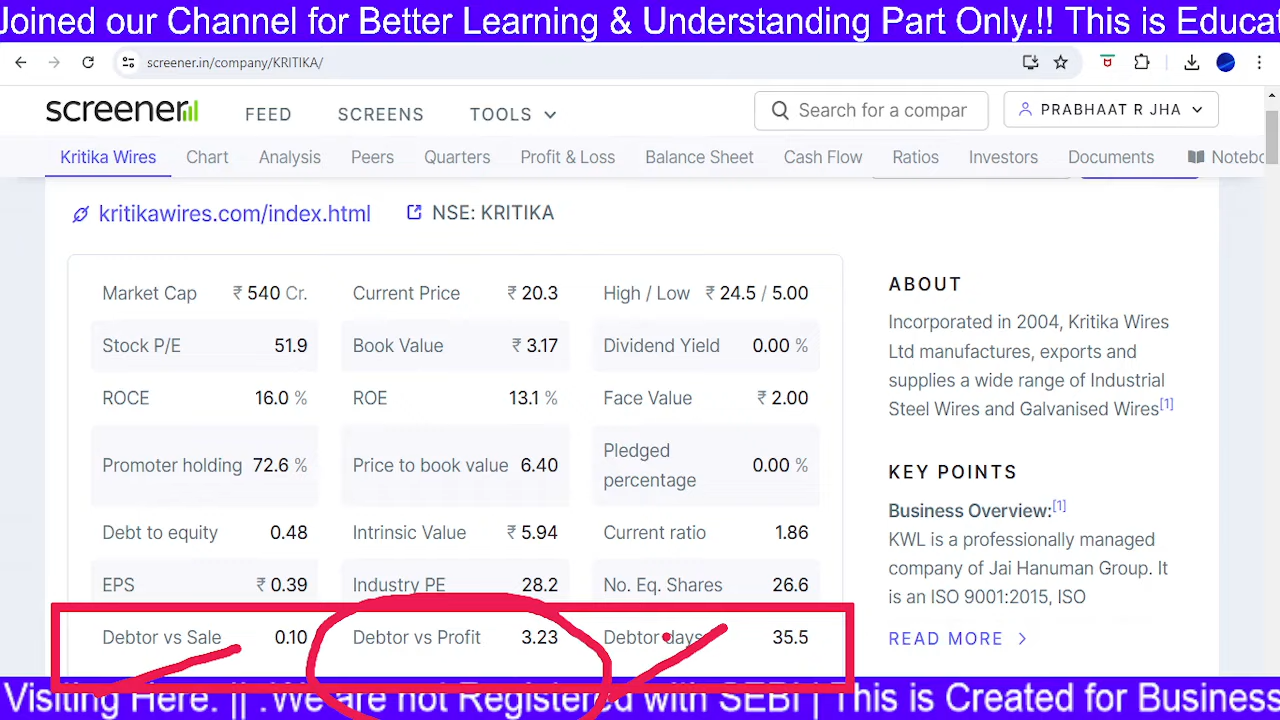 Joined our Channel for Better Learning & Understanding Part Only.!! This is Educat
screener.in/company/KRITIKA/
screener FEED SCREENS TOOLS Search for a compar PRABHAAT R JHA
Kritika Wires Chart Analysis Peers Quarters Profit & Loss Balance Sheet Cash Flow Ratios Investors Documents Notebo
kritikawires.com/index.html NSE: KRITIKA
Market Cap ₹ 540 Cr. Current Price ₹ 20.3 High / Low ₹ 24.5 / 5.00
Stock P/E 51.9 Book Value ₹ 3.17 Dividend Yield 0.00 %
ROCE 16.0 % ROE 13.1 % Face Value ₹ 2.00
Promoter holding 72.6 % Price to book value 6.40 Pledged percentage 0.00 %
Debt to equity 0.48 Intrinsic Value ₹ 5.94 Current ratio 1.86
EPS ₹ 0.39 Industry PE 28.2 No. Eq. Shares 26.6
Debtor vs Sale 0.10 Debtor vs Profit 3.23 Debtor days 35.5
ABOUT
Incorporated in 2004, Kritika Wires
Ltd manufactures, exports and
supplies a wide range of Industrial
Steel Wires and Galvanised Wires[1]
KEY POINTS
Business Overview:[1]
KWL is a professionally managed
company of Jai Hanuman Group. It
is an ISO 9001:2015, ISO
READ MORE
Visiting Here. || .We are not Registered with SEBI | This is Created for Business